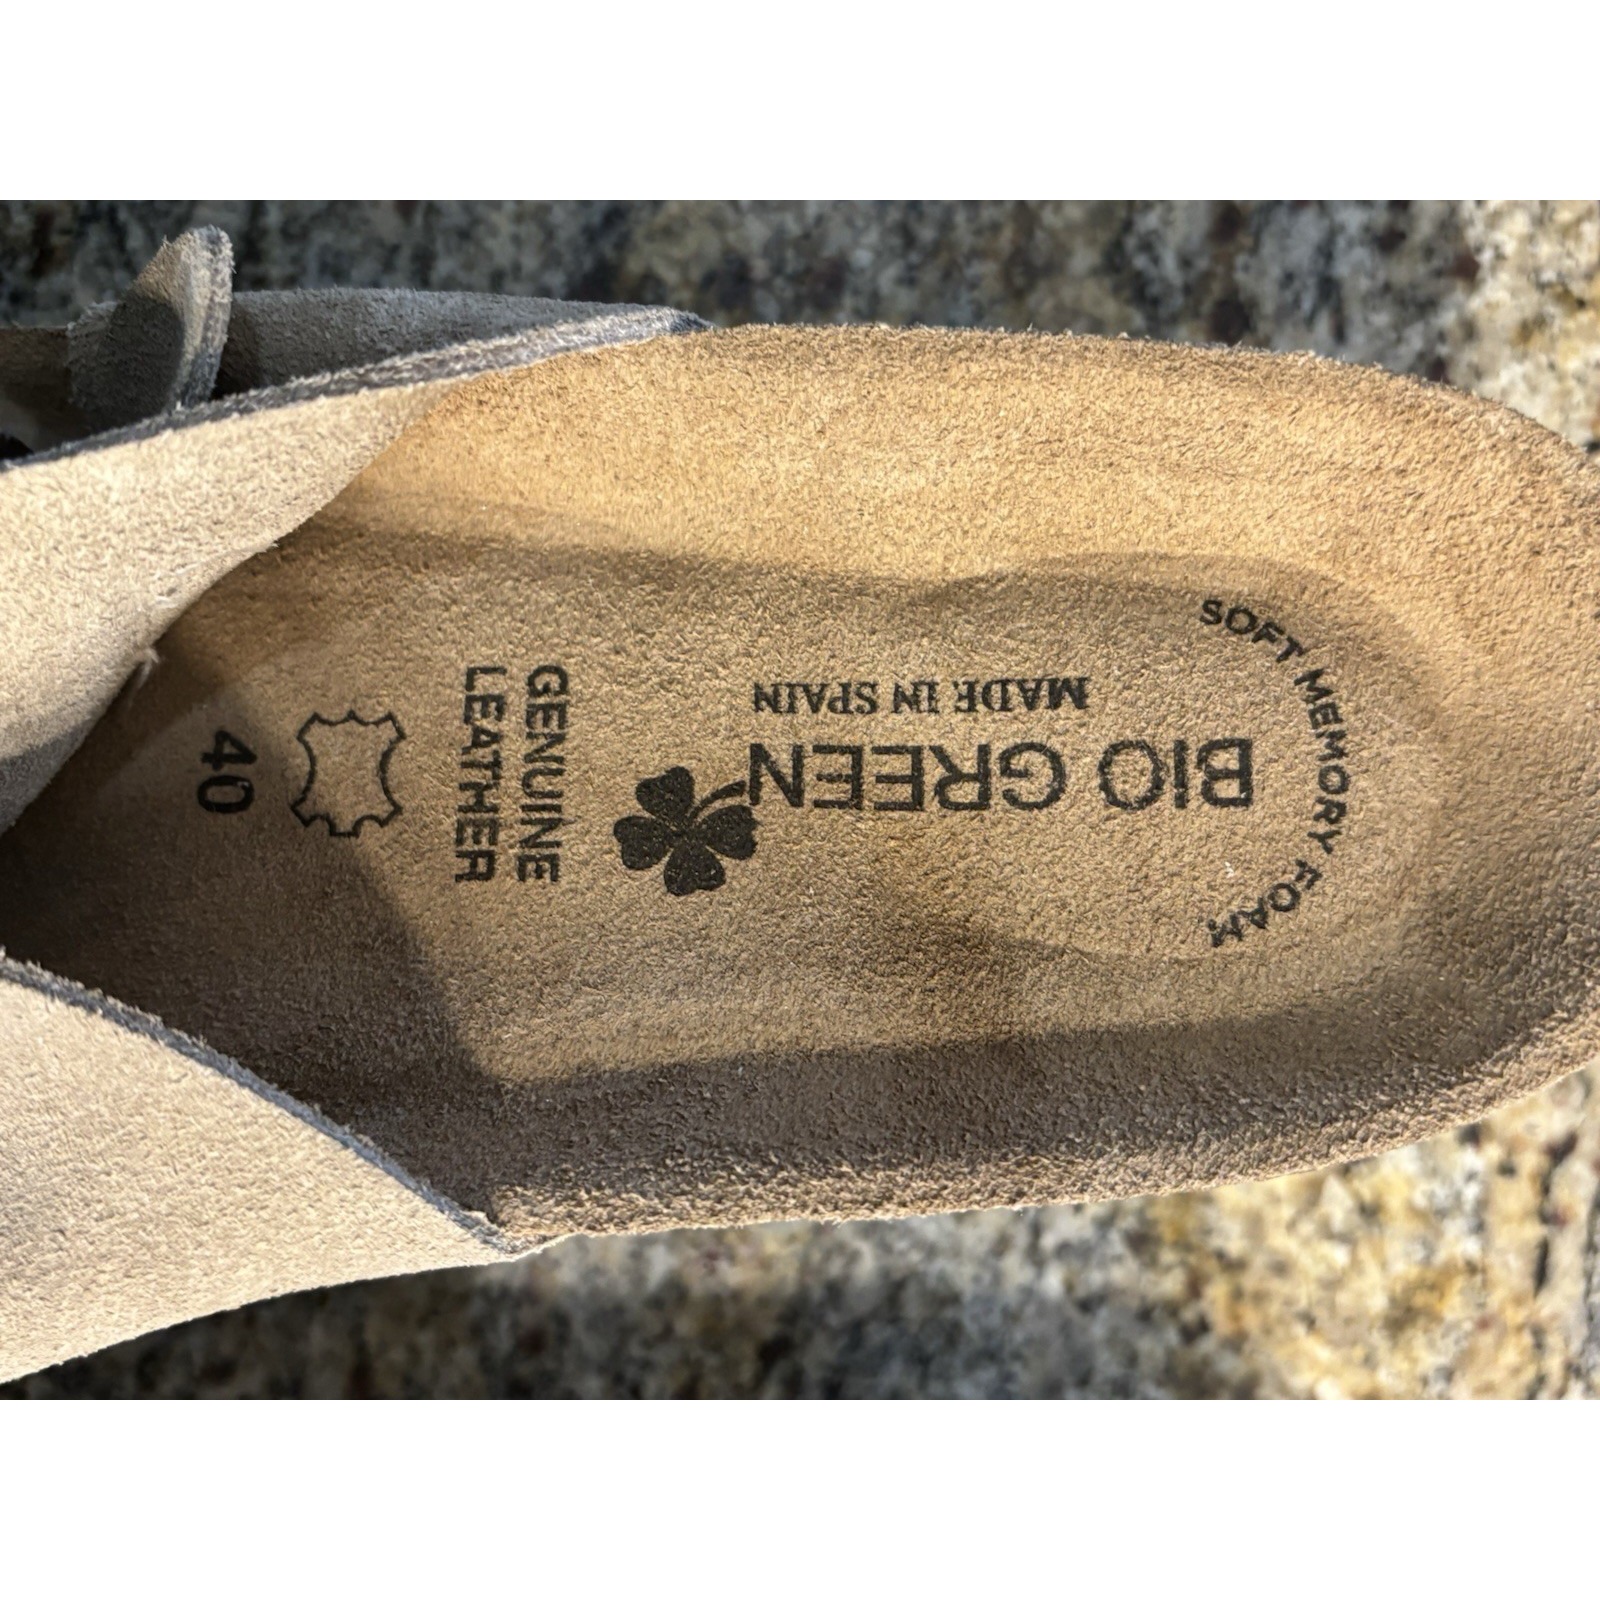 SOFT MEMORY FOAM
BiO GREEN
MADE IN SPAIN
GENUINE
LEATHER
40